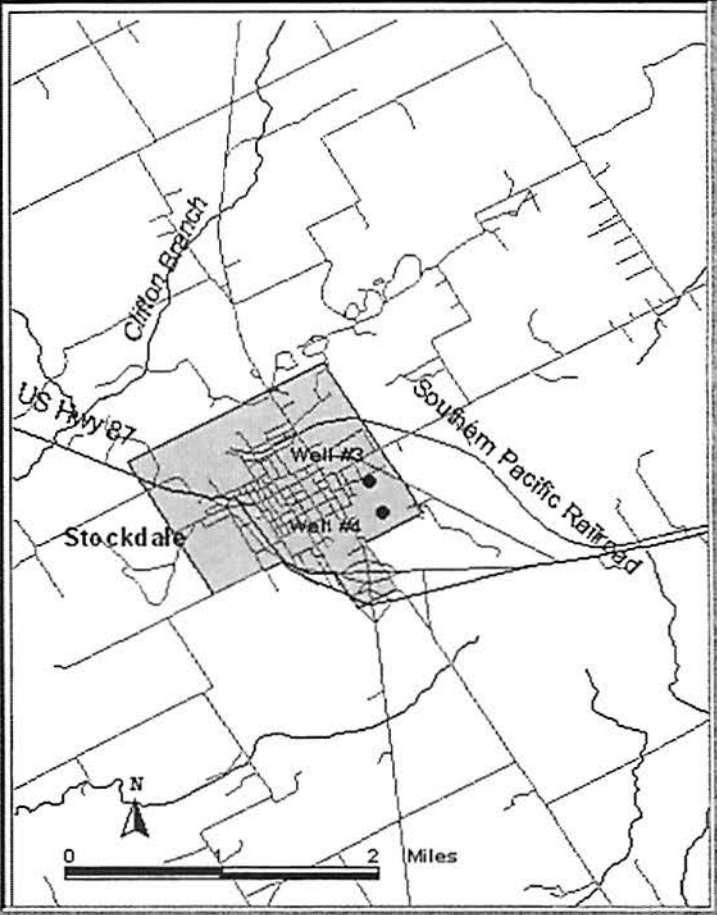 Clifton Branch
US Hwy 87
Southern Pacific Railroad
Well #3
Well #4
Stockdale
N
0 1 2 Miles